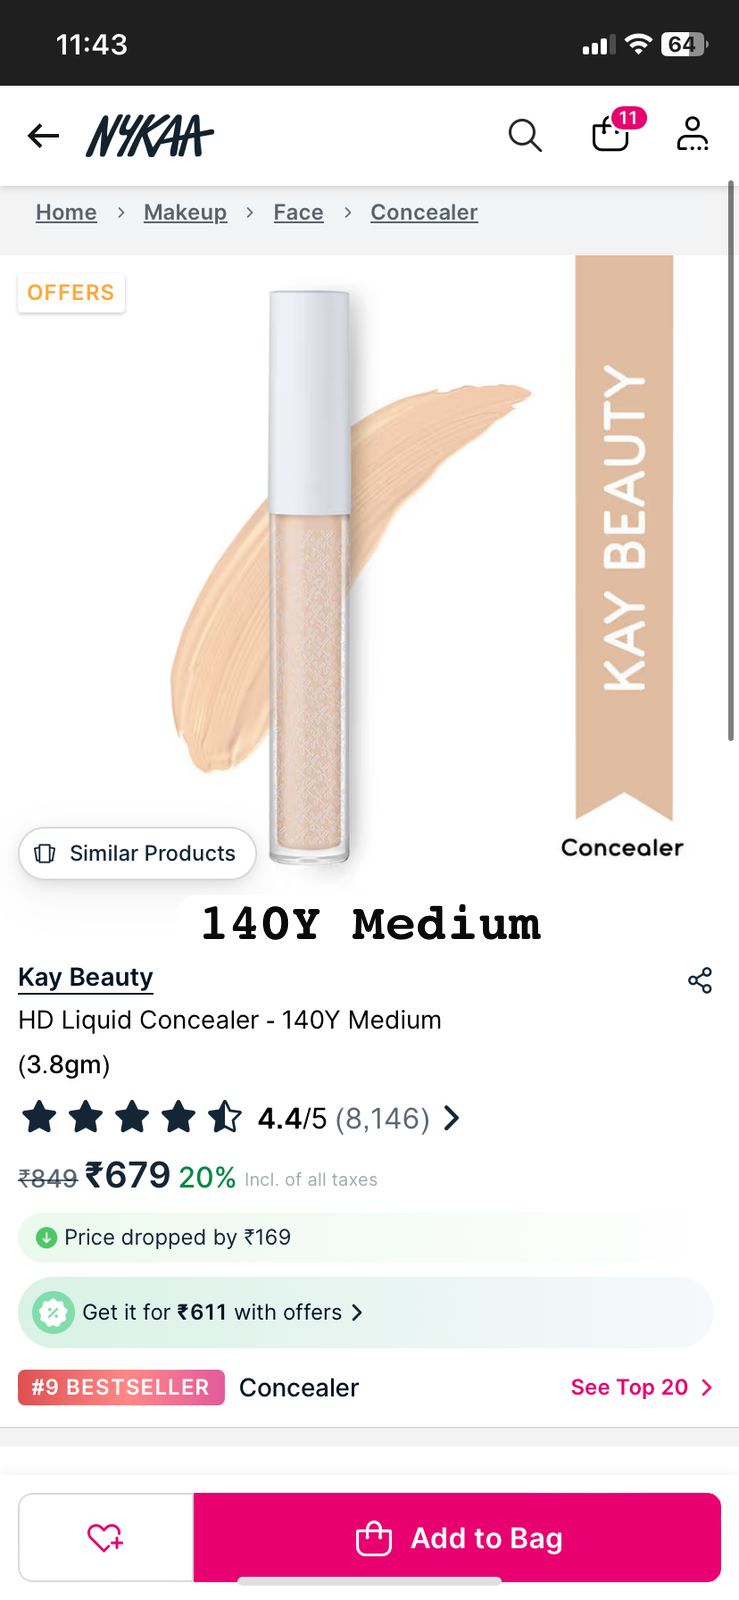 11:43
64
NYKAA
11
Home > Makeup > Face > Concealer
OFFERS
KAY BEAUTY
Concealer
Similar Products
140Y Medium
Kay Beauty
HD Liquid Concealer - 140Y Medium
(3.8gm)
4.4/5 (8,146)
₹849 ₹679 20% Incl. of all taxes
Price dropped by ₹169
Get it for ₹611 with offers
#9 BESTSELLER Concealer See Top 20
Add to Bag